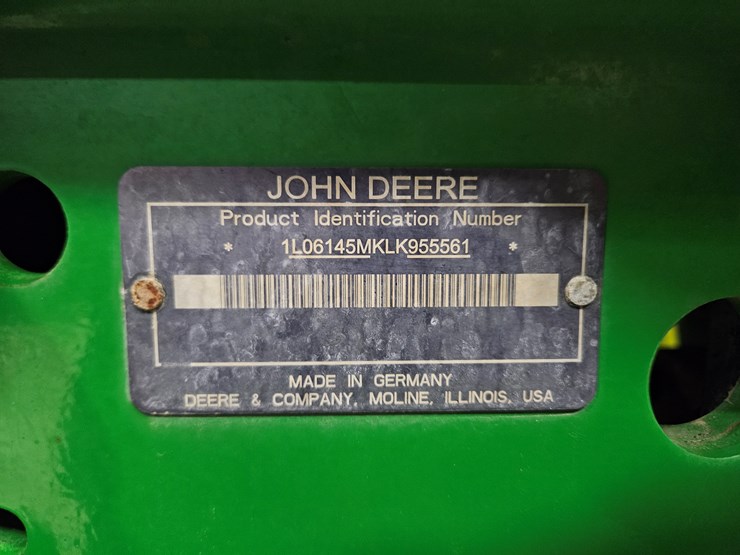 JOHN DEERE
Product Identification Number
* 1L06145MKLK955561 *
MADE IN GERMANY
DEERE & COMPANY, MOLINE, ILLINOIS, USA